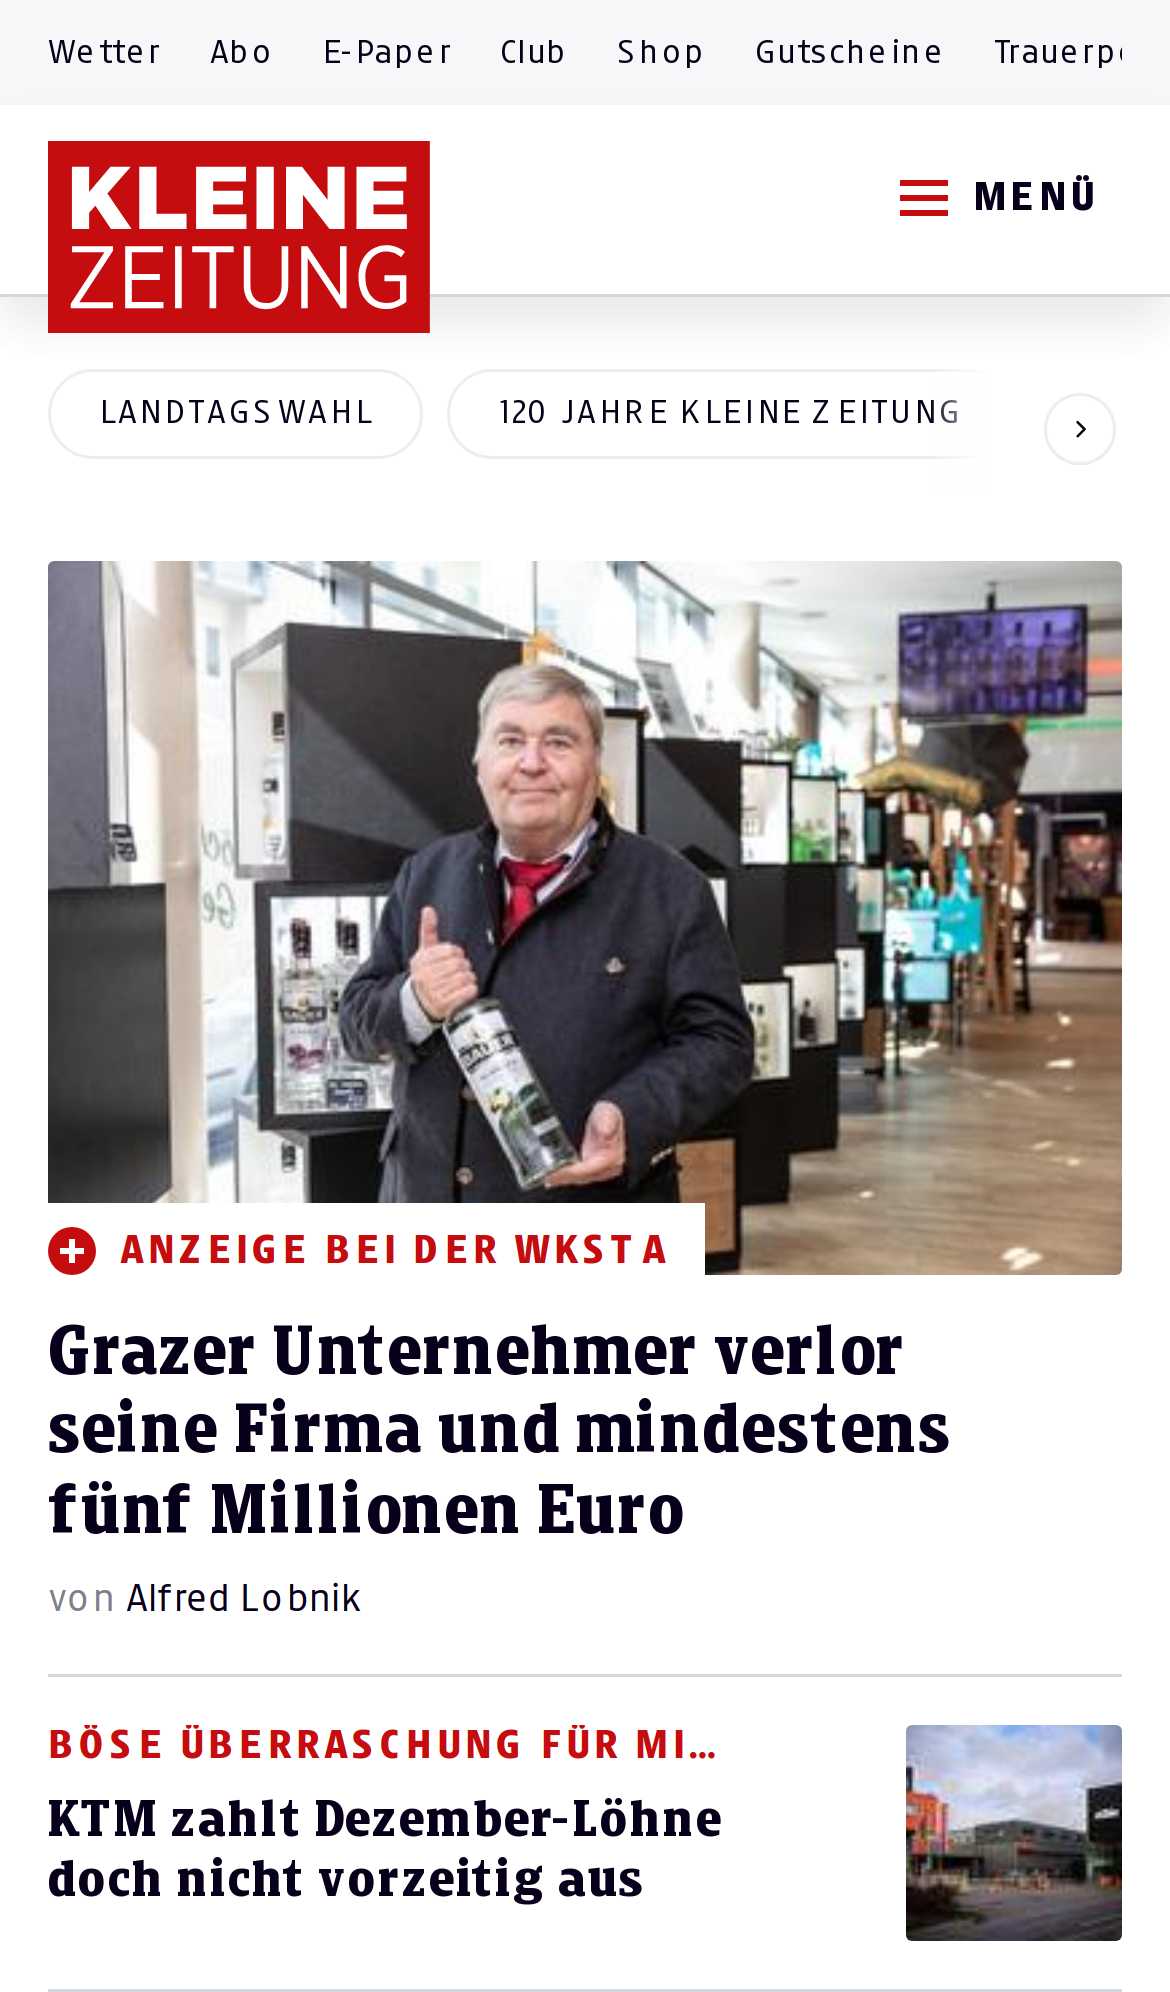 Wetter Abo E-Paper Club Shop Gutscheine Trauerp
KLEINE
ZEITUNG
MENÜ
LANDTAGSWAHL 120 JAHRE KLEINE ZEITUNG
ANZEIGE BEI DER WKSTA
Grazer Unternehmer verlor
seine Firma und mindestens
fünf Millionen Euro
von Alfred Lobnik
BÖSE ÜBERRASCHUNG FÜR MI…
KTM zahlt Dezember-Löhne
doch nicht vorzeitig aus